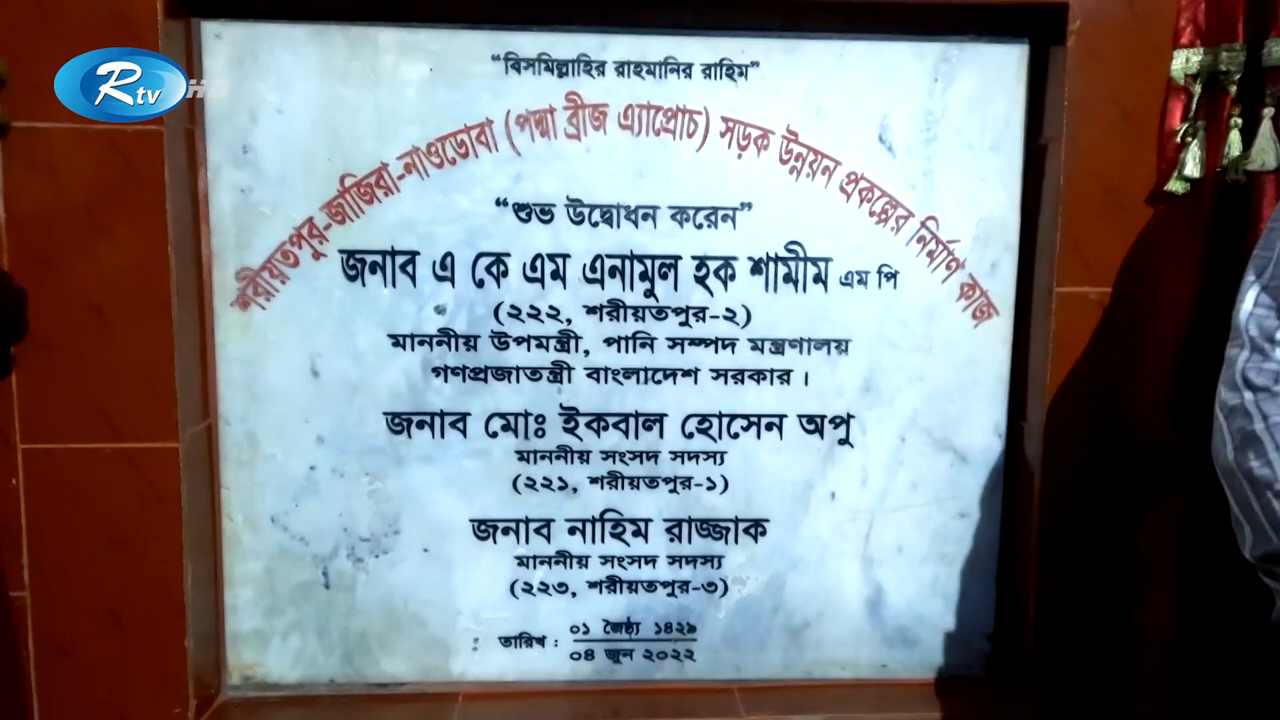 Rtv HD
“বিসমিল্লাহির রাহমানির রাহিম”
শরীয়তপুর-জাজিরা-নাওডোবা (পদ্মা ব্রীজ এ্যাপ্রোচ) সড়ক উন্নয়ন প্রকল্পের নির্মাণ কাজ
“শুভ উদ্বোধন করেন”
জনাব এ কে এম এনামুল হক শামীম এম পি
(২২২, শরীয়তপুর-২)
মাননীয় উপমন্ত্রী, পানি সম্পদ মন্ত্রণালয়
গণপ্রজাতন্ত্রী বাংলাদেশ সরকার।
জনাব মোঃ ইকবাল হোসেন অপু
মাননীয় সংসদ সদস্য
(২২১, শরীয়তপুর-১)
জনাব নাহিম রাজ্জাক
মাননীয় সংসদ সদস্য
(২২৩, শরীয়তপুর-৩)
তারিখ : ০১ জৈষ্ঠ্য ১৪২৯
০৪ জুন ২০২২